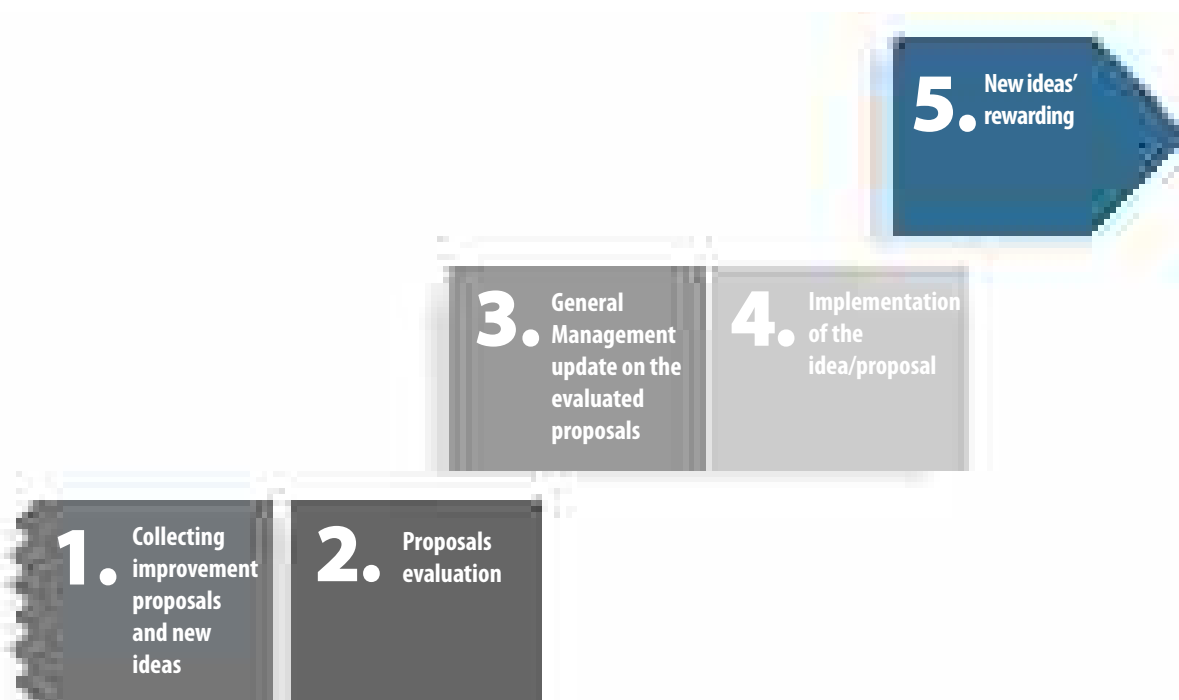 5.
New ideas’
rewarding
3.
General
Management
update on the
evaluated
proposals
4.
Implementation
of the
idea/proposal
1.
Collecting
improvement
proposals
and new
ideas
2.
Proposals
evaluation